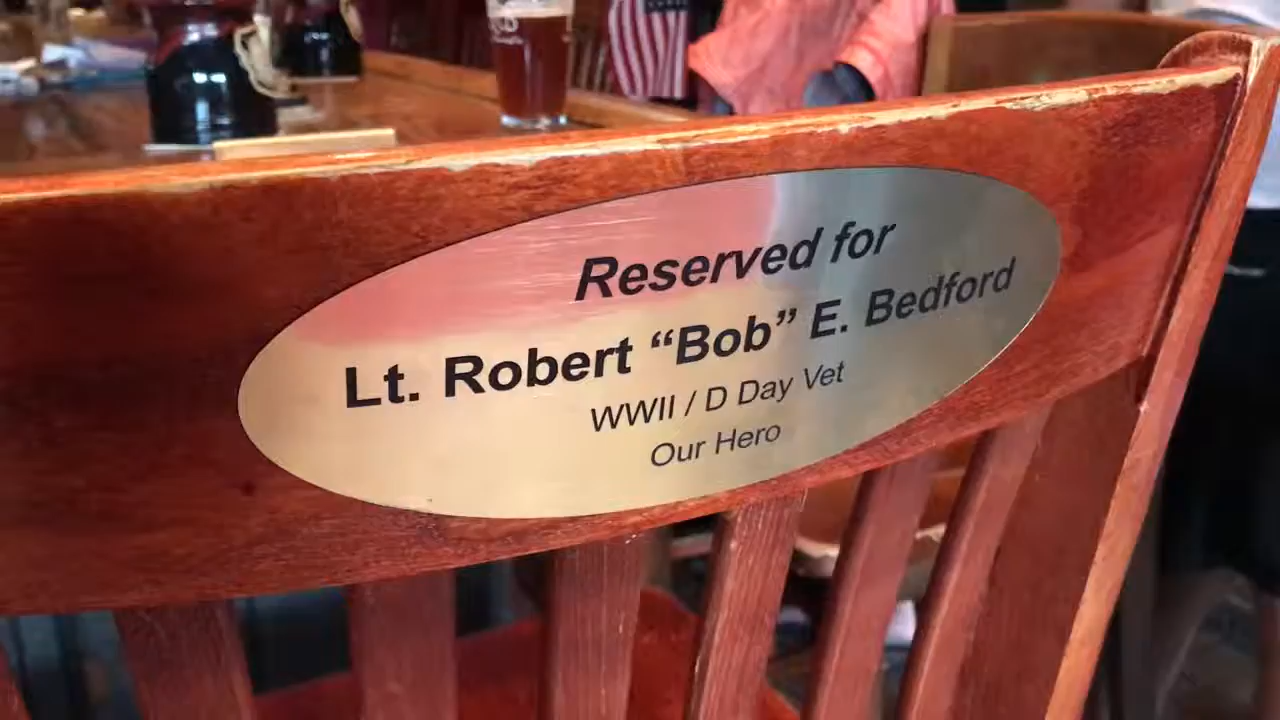 Reserved for
Lt. Robert “Bob” E. Bedford
WWII / D Day Vet
Our Hero